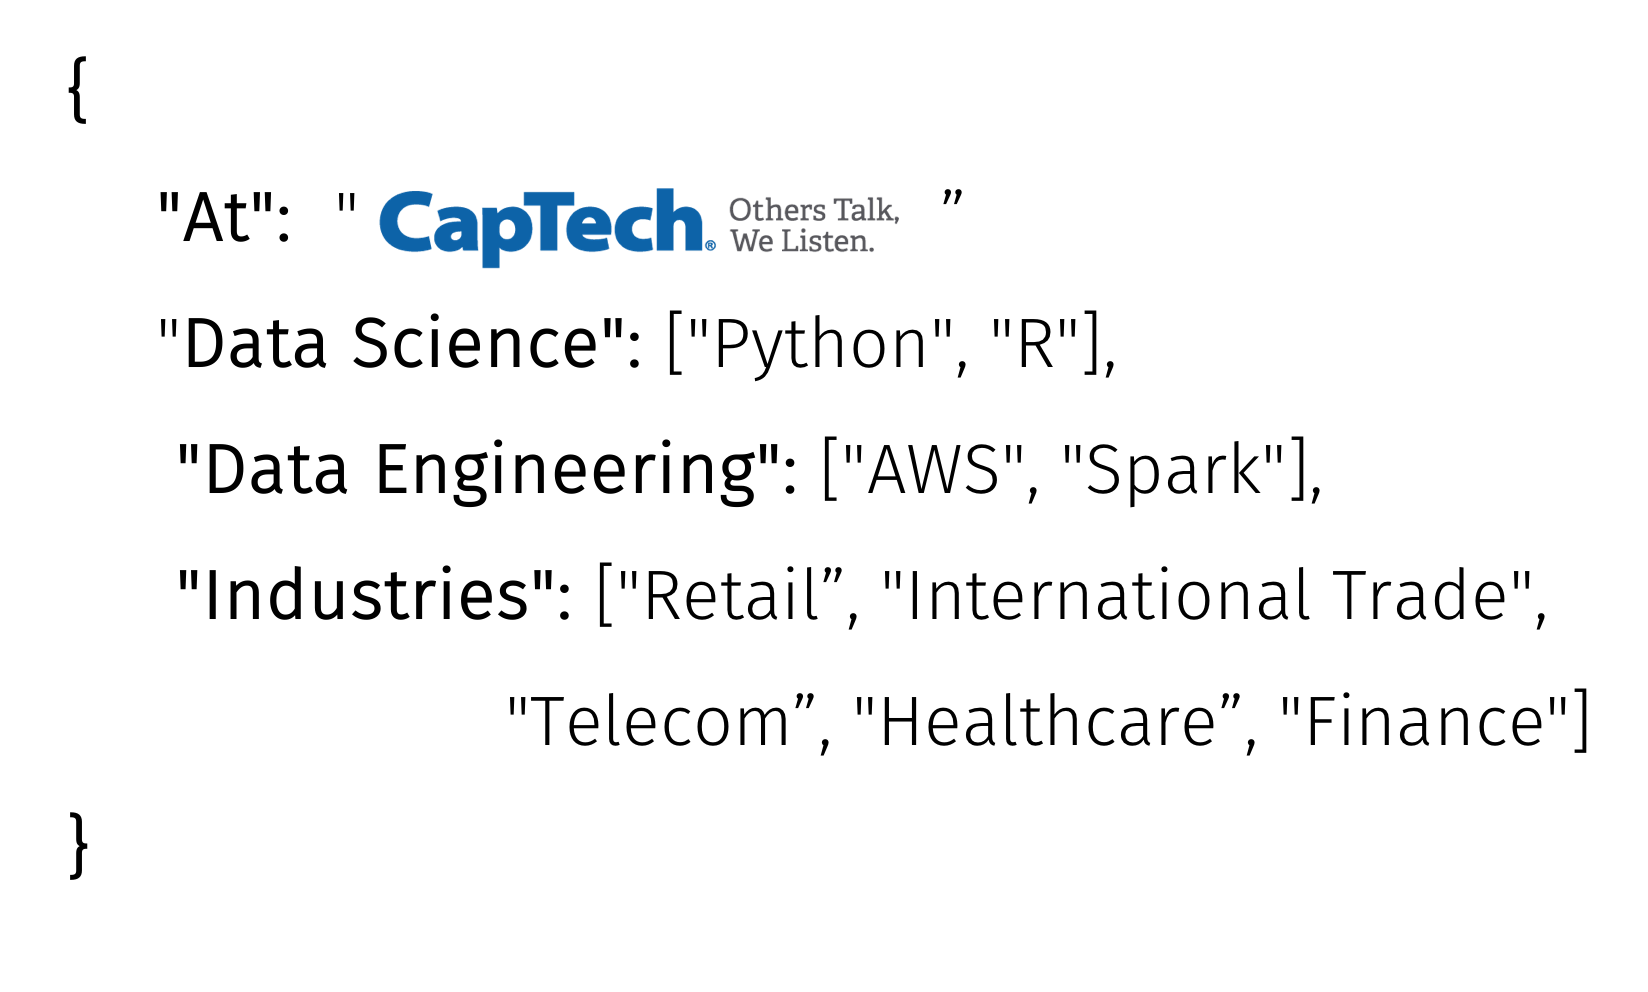 {
"At": " CapTech® Others Talk, We Listen. ”
"Data Science": ["Python", "R"],
"Data Engineering": ["AWS", "Spark"],
"Industries": ["Retail”, "International Trade",
"Telecom”, "Healthcare”, "Finance"]
}